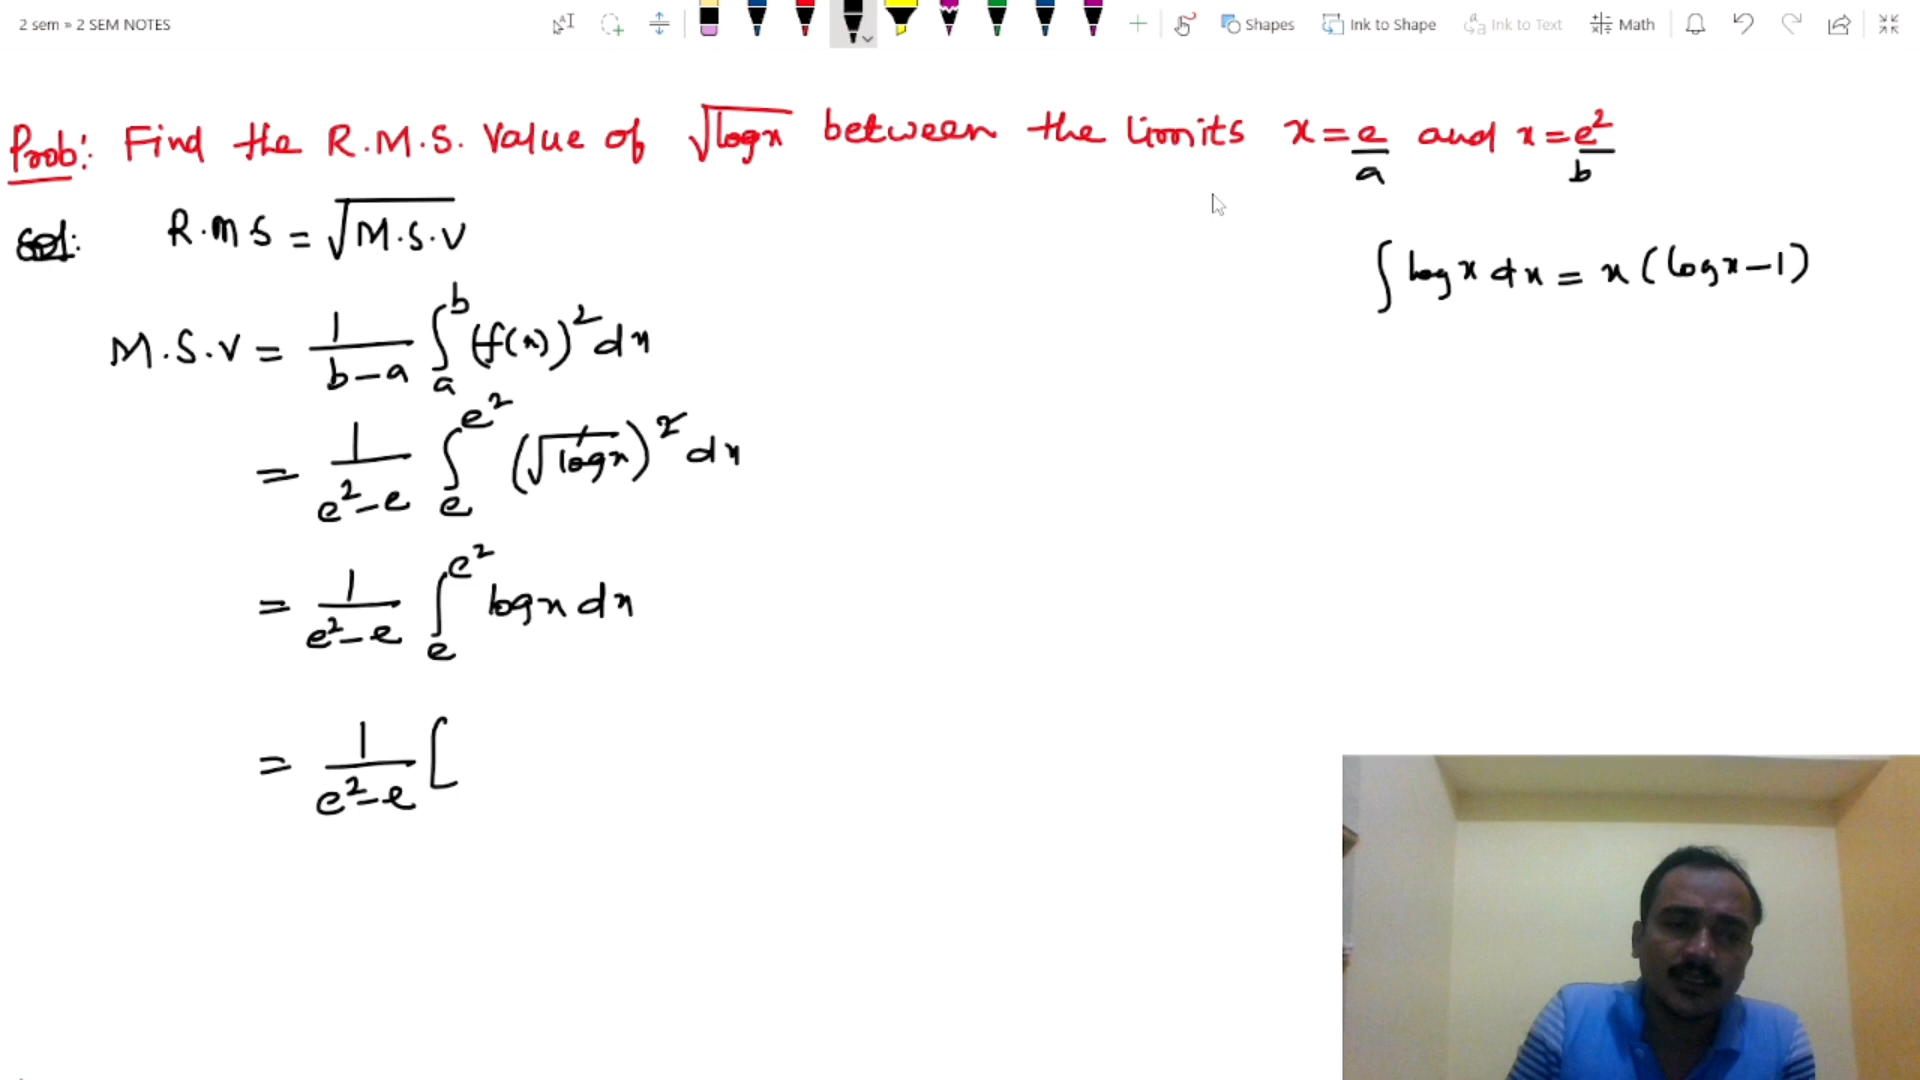 2 sem » 2 SEM NOTES
Shapes Ink to Shape Ink to Text Math
Prob: Find the R.M.S. Value of √logx between the limits x=e and x=e²
a b
Sol: R.M.S = √M.S.V
∫ log x dx = x (log x - 1)
M.S.V = 1/(b-a) ∫ₐᵇ (f(x))² dx
= 1/(e²-e) ∫ₑ^e² (√logx)² dx
= 1/(e²-e) ∫ₑ^e² logx dx
= 1/(e²-e) [